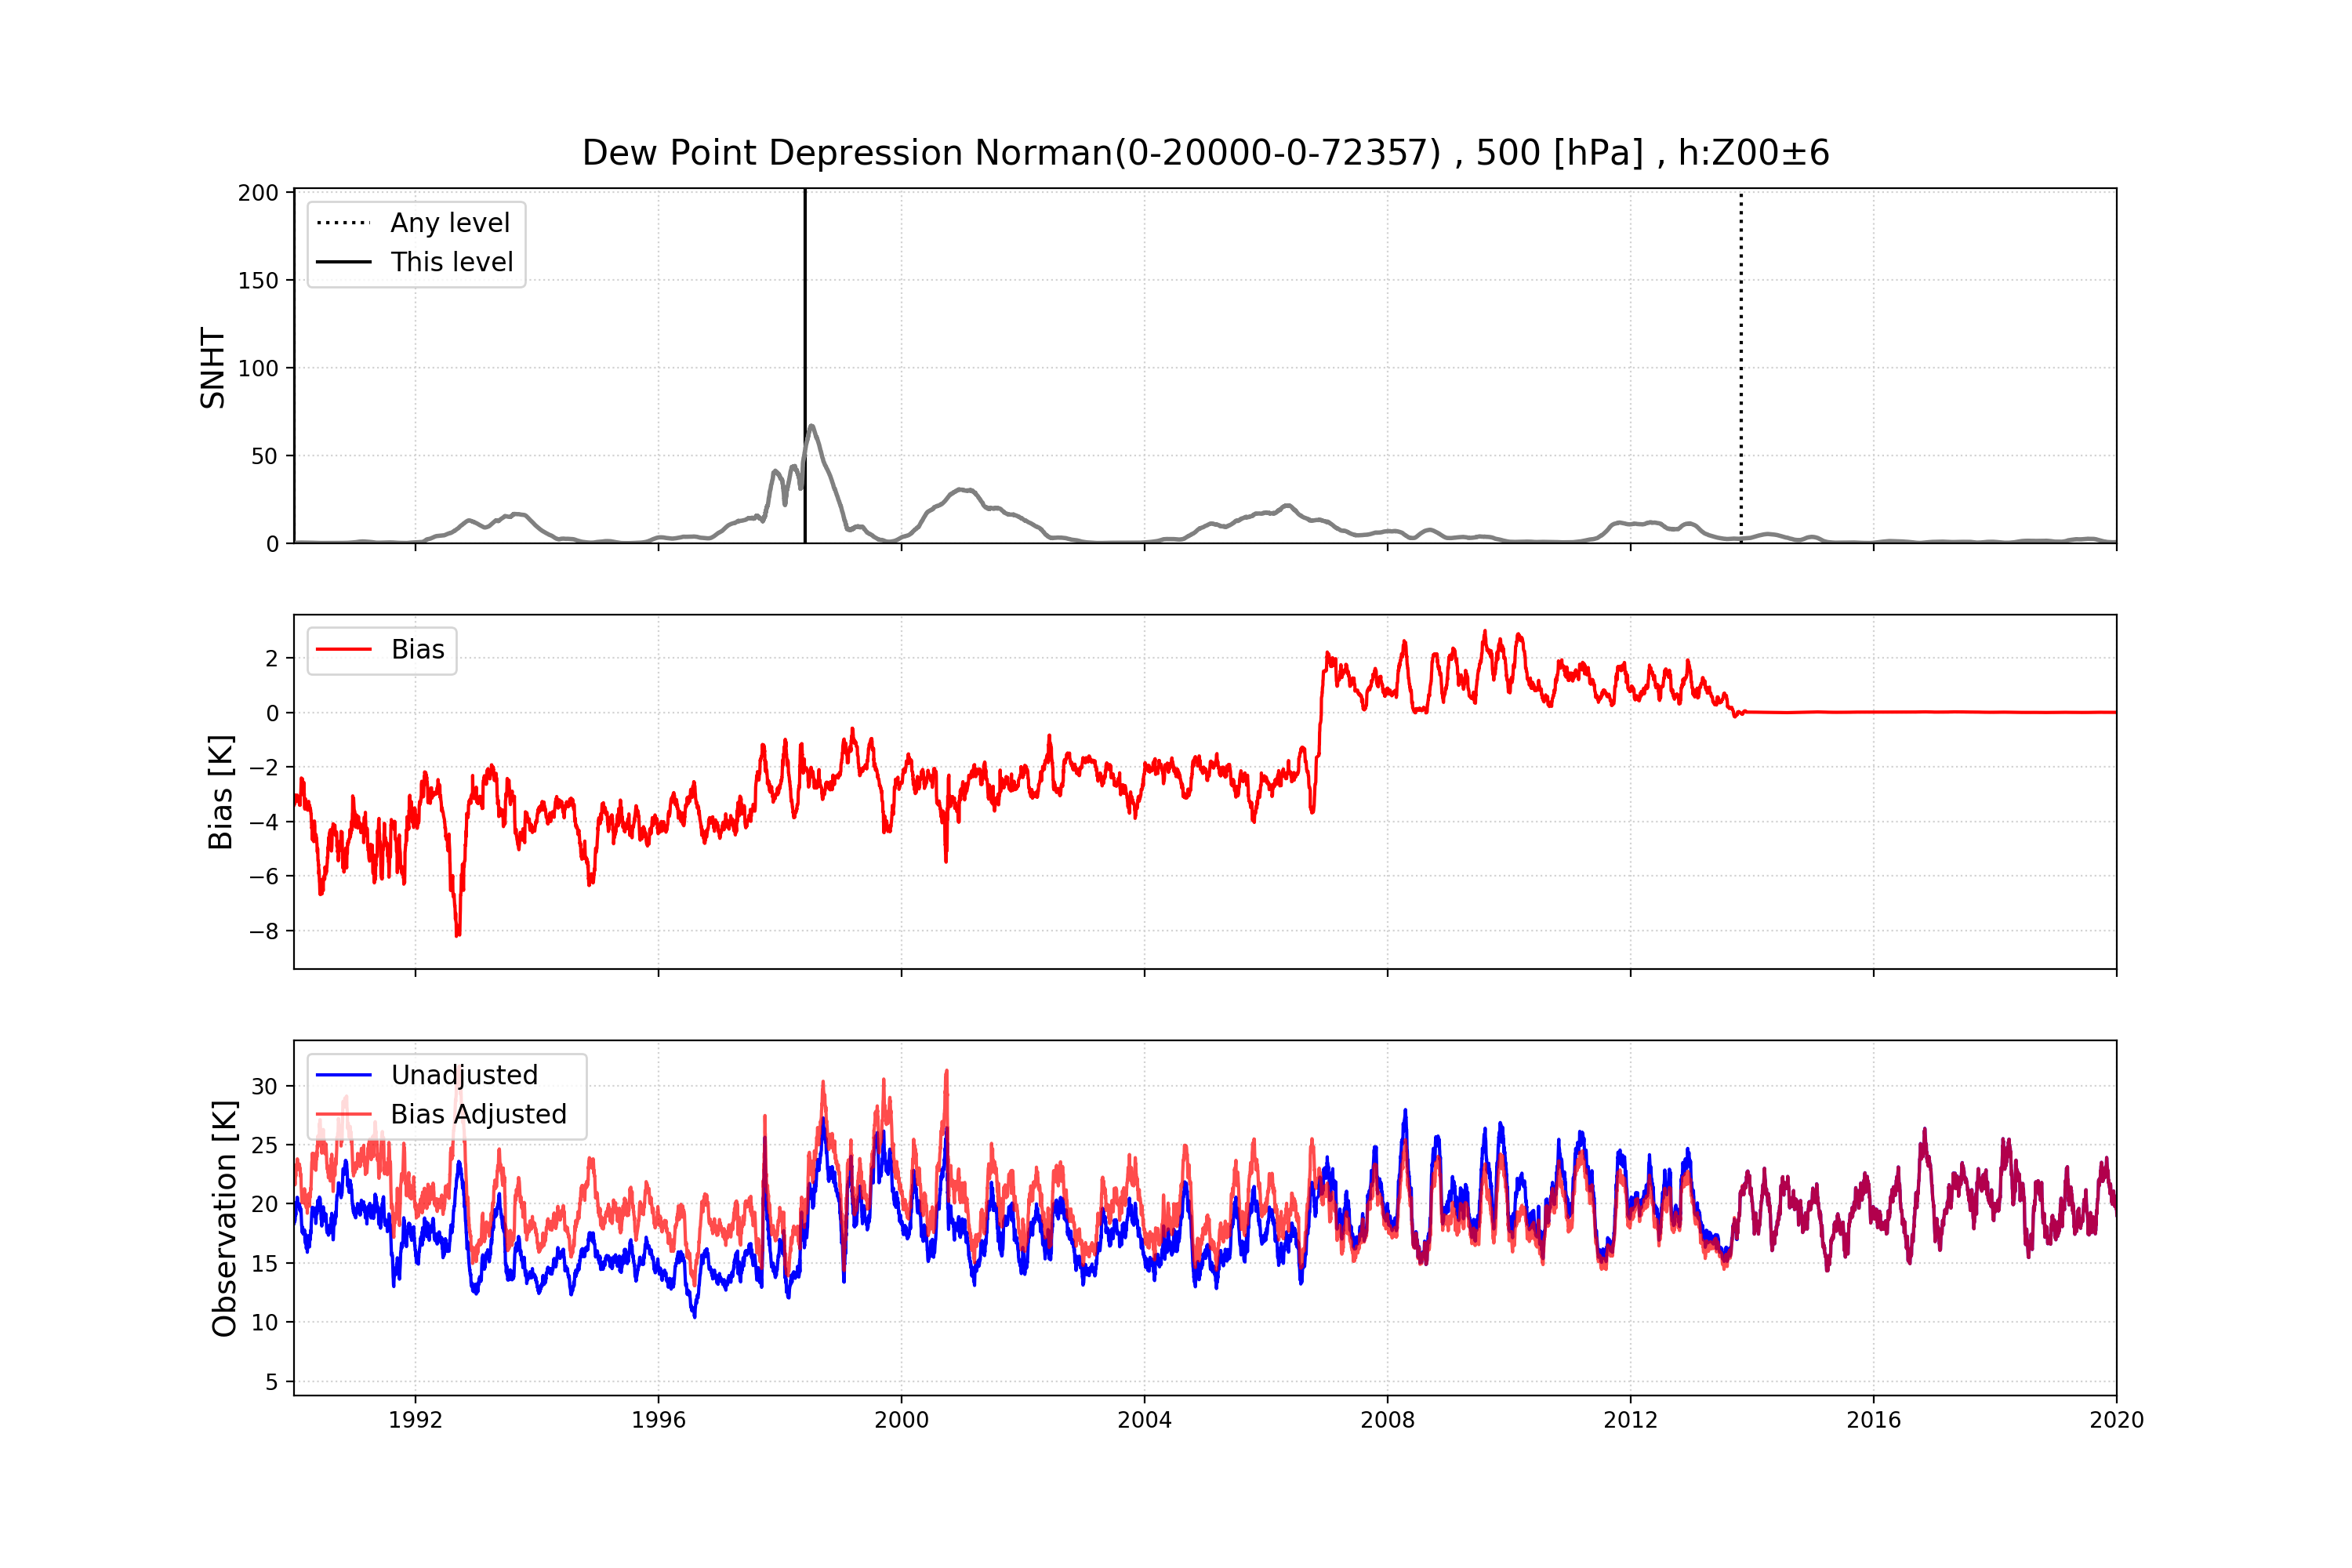 Dew Point Depression Norman(0-20000-0-72357) , 500 [hPa] , h:Z00±6
200
150
100
50
0
SNHT
Any level
This level
2
0
−2
−4
−6
−8
Bias [K]
Bias
30
25
20
15
10
5
Observation [K]
Unadjusted
Bias Adjusted
1992 1996 2000 2004 2008 2012 2016 2020